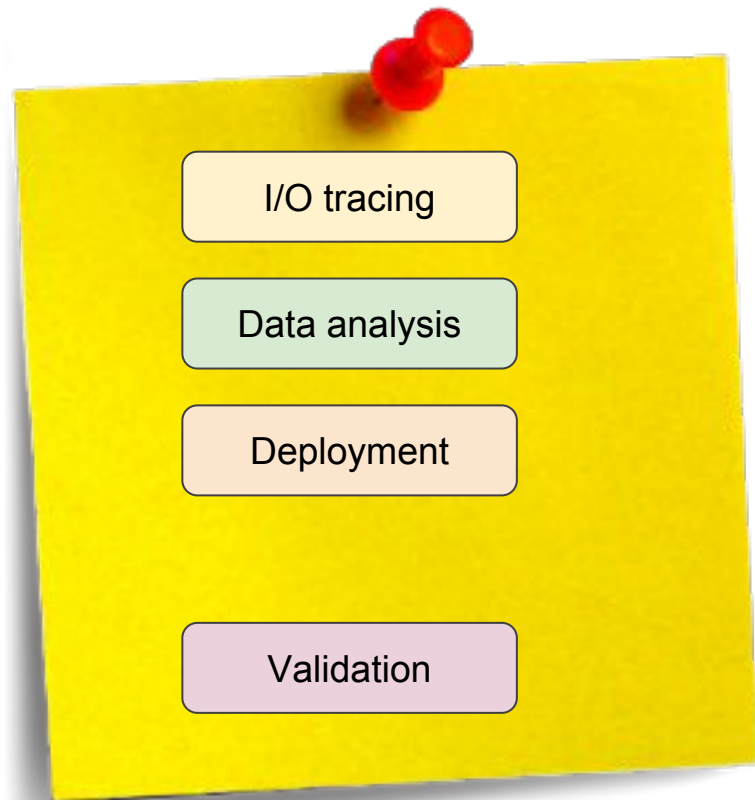 I/O tracing
Data analysis
Deployment
Validation